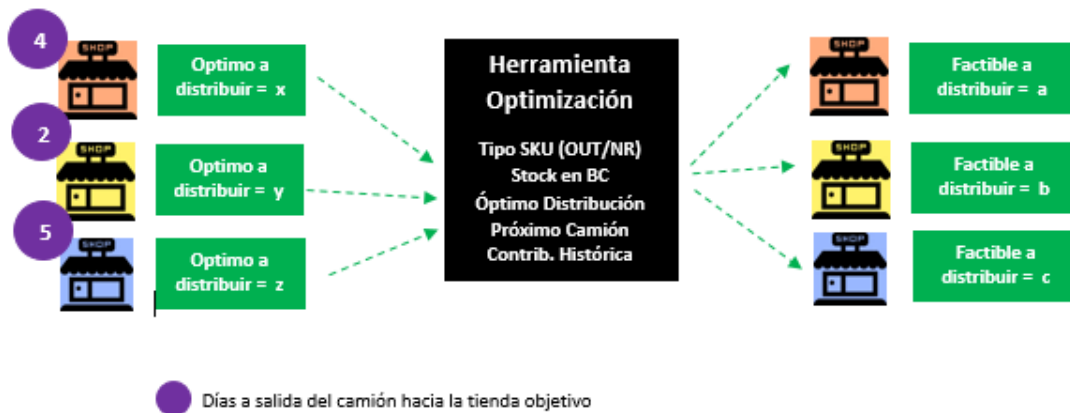 4
SHOP
Optimo a
distribuir = x
2
SHOP
Optimo a
distribuir = y
5
SHOP
Optimo a
distribuir = z
Herramienta
Optimización
Tipo SKU (OUT/NR)
Stock en BC
Óptimo Distribución
Próximo Camión
Contrib. Histórica
SHOP
Factible a
distribuir = a
SHOP
Factible a
distribuir = b
SHOP
Factible a
distribuir = c
Días a salida del camión hacia la tienda objetivo